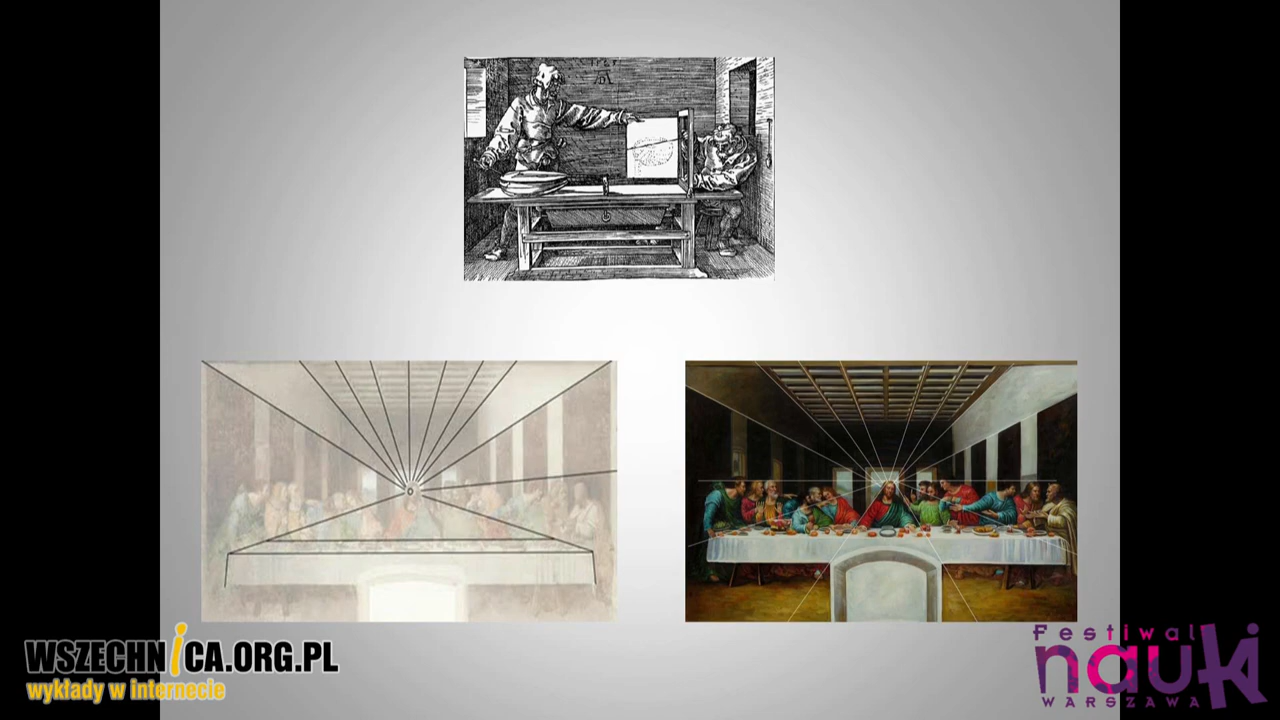 WSZECHNiCA.ORG.PL
wykłady w internecie
Festiwal
nauki
WARSZAWA